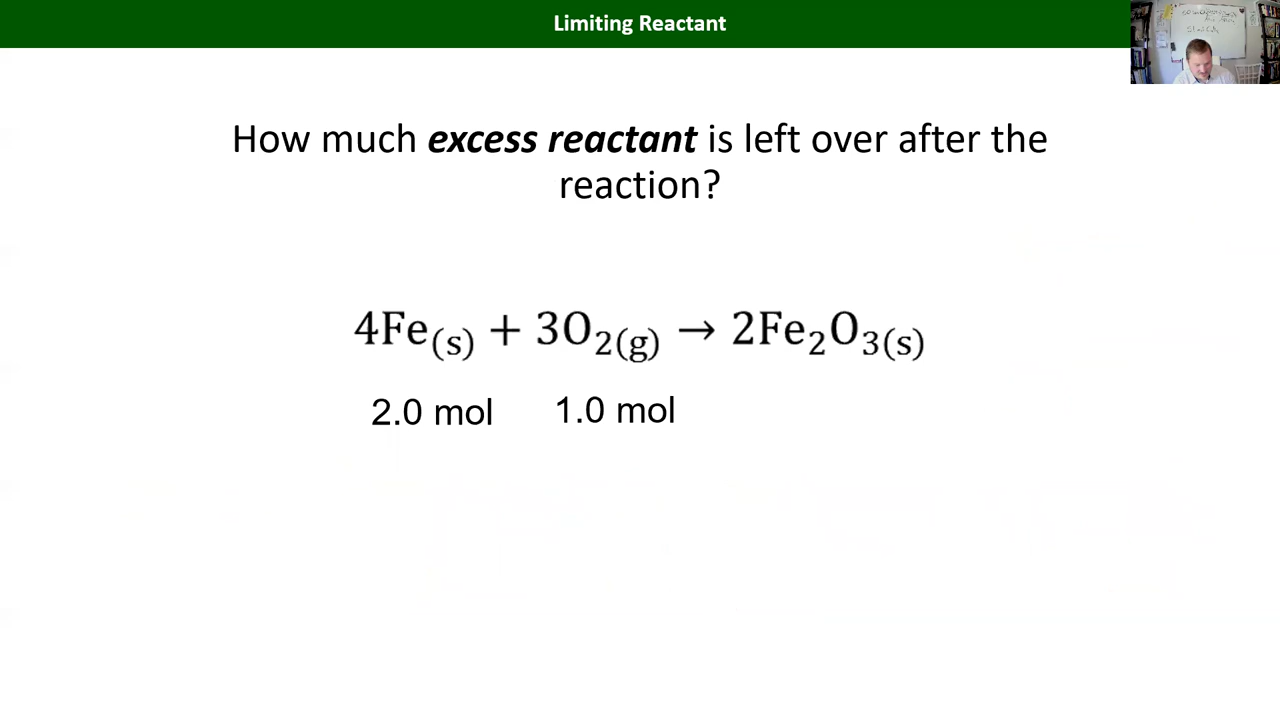 Limiting Reactant
How much excess reactant is left over after the
reaction?
4Fe(s) + 3O2(g) → 2Fe2O3(s)
2.0 mol 1.0 mol